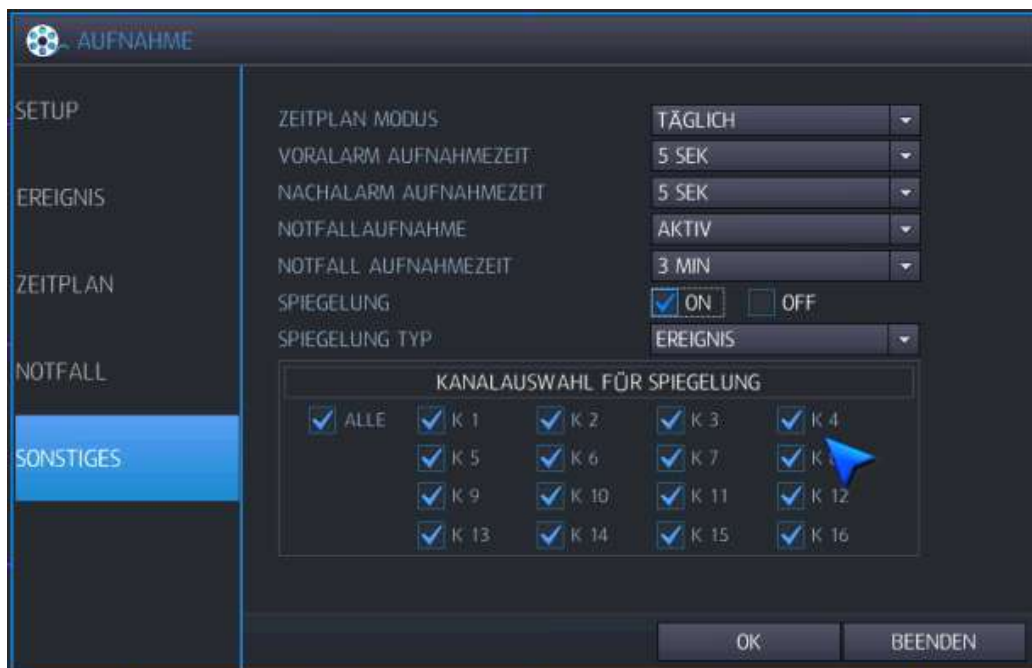 AUFNAHME
SETUP
EREIGNIS
ZEITPLAN
NOTFALL
SONSTIGES
ZEITPLAN MODUS TÄGLICH
VORALARM AUFNAHMEZEIT 5 SEK
NACHALARM AUFNAHMEZEIT 5 SEK
NOTFALLAUFNAHME AKTIV
NOTFALL AUFNAHMEZEIT 3 MIN
SPIEGELUNG ON OFF
SPIEGELUNG TYP EREIGNIS
KANALAUSWAHL FÜR SPIEGELUNG
ALLE K 1 K 2 K 3 K 4
K 5 K 6 K 7 K
K 9 K 10 K 11 K 12
K 13 K 14 K 15 K 16
OK BEENDEN